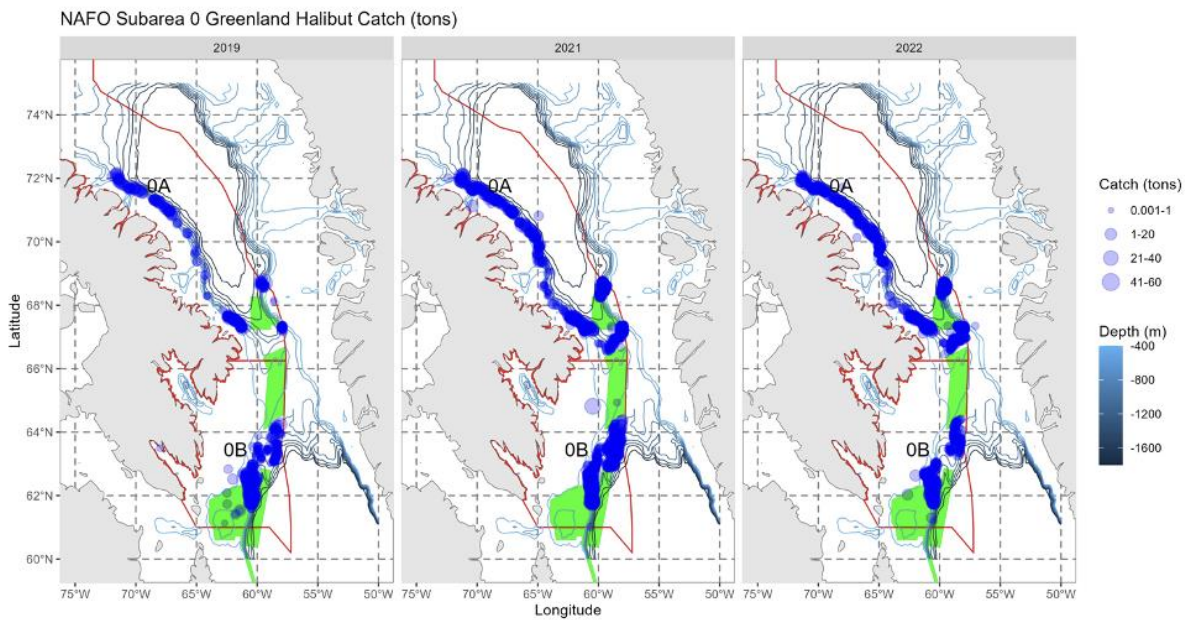 NAFO Subarea 0 Greenland Halibut Catch (tons)
2019 2021 2022
74°N
72°N
70°N
68°N
66°N
64°N
62°N
60°N
Latitude
0A 0A 0A
0B 0B 0B
75°W 70°W 65°W 60°W 55°W 50°W 75°W 70°W 65°W 60°W 55°W 50°W 75°W 70°W 65°W 60°W 55°W 50°W
Longitude
Catch (tons)
0.001-1
1-20
21-40
41-60
Depth (m)
-400
-800
-1200
-1600